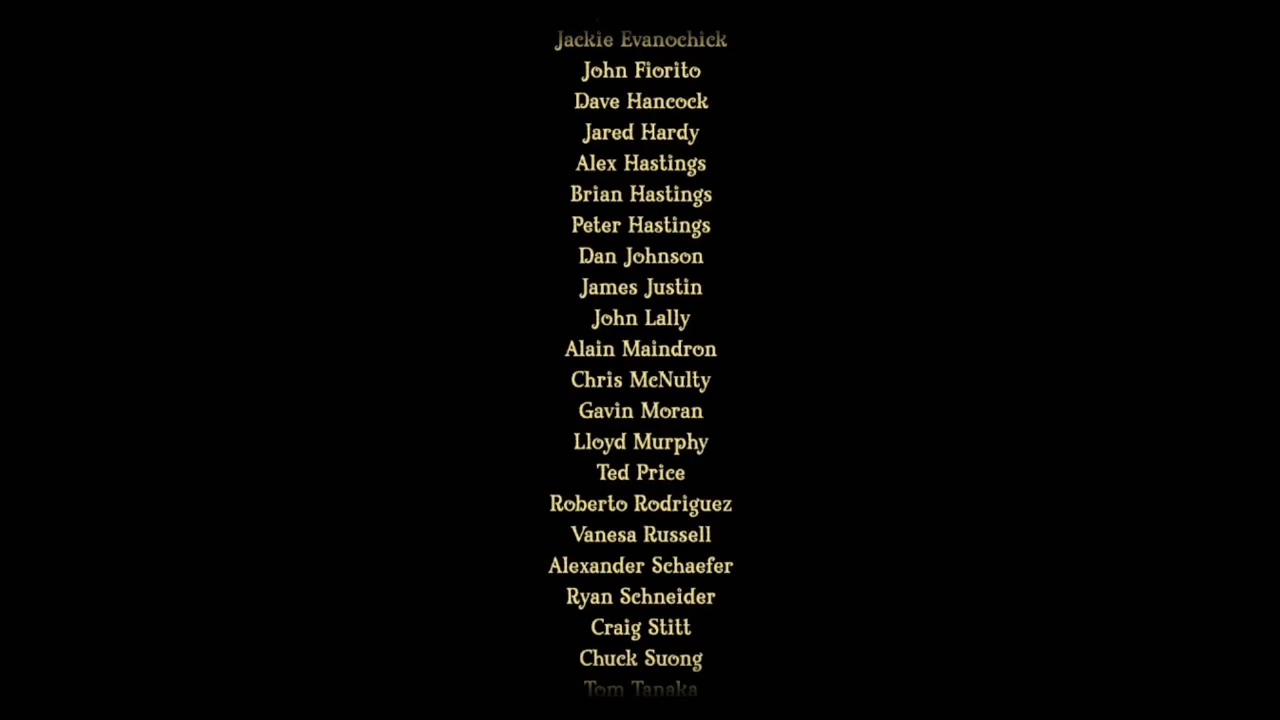 Jackie Evanochick
John Fiorito
Dave Hancock
Jared Hardy
Alex Hastings
Brian Hastings
Peter Hastings
Dan Johnson
James Justin
John Lally
Alain Maindron
Chris McNulty
Gavin Moran
Lloyd Murphy
Ted Price
Roberto Rodriguez
Vanesa Russell
Alexander Schaefer
Ryan Schneider
Craig Stitt
Chuck Suong
Tom Tanaka